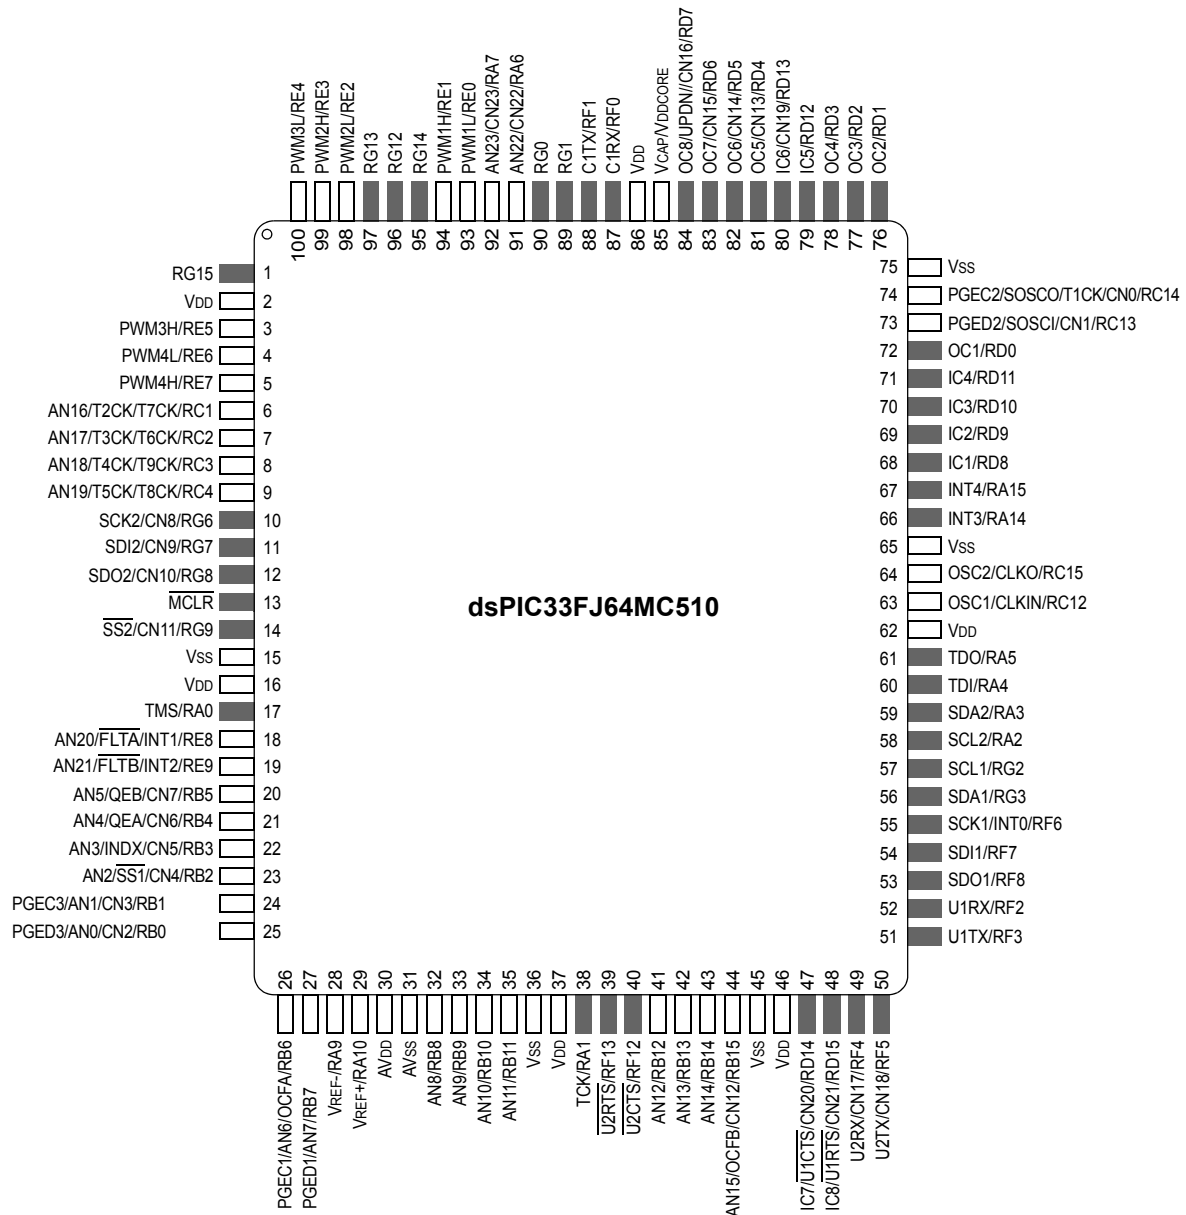 PWM3L/RE4
PWM2H/RE3
PWM2L/RE2
RG13
RG12
RG14
PWM1H/RE1
PWM1L/RE0
AN23/CN23/RA7
AN22/CN22/RA6
RG0
RG1
C1TX/RF1
C1RX/RF0
VDD
VCAP/VDDCORE
OC8/UPDN//CN16/RD7
OC7/CN15/RD6
OC6/CN14/RD5
OC5/CN13/RD4
IC6/CN19/RD13
IC5/RD12
OC4/RD3
OC3/RD2
OC2/RD1
100 99 98 97 96 95 94 93 92 91 90 89 88 87 86 85 84 83 82 81 80 79 78 77 76
RG15 1
VDD 2
PWM3H/RE5 3
PWM4L/RE6 4
PWM4H/RE7 5
AN16/T2CK/T7CK/RC1 6
AN17/T3CK/T6CK/RC2 7
AN18/T4CK/T9CK/RC3 8
AN19/T5CK/T8CK/RC4 9
SCK2/CN8/RG6 10
SDI2/CN9/RG7 11
SDO2/CN10/RG8 12
MCLR 13
SS2/CN11/RG9 14
VSS 15
VDD 16
TMS/RA0 17
AN20/FLTA/INT1/RE8 18
AN21/FLTB/INT2/RE9 19
AN5/QEB/CN7/RB5 20
AN4/QEA/CN6/RB4 21
AN3/INDX/CN5/RB3 22
AN2/SS1/CN4/RB2 23
PGEC3/AN1/CN3/RB1 24
PGED3/AN0/CN2/RB0 25
dsPIC33FJ64MC510
75 VSS
74 PGEC2/SOSCO/T1CK/CN0/RC14
73 PGED2/SOSCI/CN1/RC13
72 OC1/RD0
71 IC4/RD11
70 IC3/RD10
69 IC2/RD9
68 IC1/RD8
67 INT4/RA15
66 INT3/RA14
65 VSS
64 OSC2/CLKO/RC15
63 OSC1/CLKIN/RC12
62 VDD
61 TDO/RA5
60 TDI/RA4
59 SDA2/RA3
58 SCL2/RA2
57 SCL1/RG2
56 SDA1/RG3
55 SCK1/INT0/RF6
54 SDI1/RF7
53 SDO1/RF8
52 U1RX/RF2
51 U1TX/RF3
26 27 28 29 30 31 32 33 34 35 36 37 38 39 40 41 42 43 44 45 46 47 48 49 50
PGEC1/AN6/OCFA/RB6
PGED1/AN7/RB7
VREF-/RA9
VREF+/RA10
AVDD
AVSS
AN8/RB8
AN9/RB9
AN10/RB10
AN11/RB11
VSS
VDD
TCK/RA1
U2RTS/RF13
U2CTS/RF12
AN12/RB12
AN13/RB13
AN14/RB14
AN15/OCFB/CN12/RB15
VSS
VDD
IC7/U1CTS/CN20/RD14
IC8/U1RTS/CN21/RD15
U2RX/CN17/RF4
U2TX/CN18/RF5